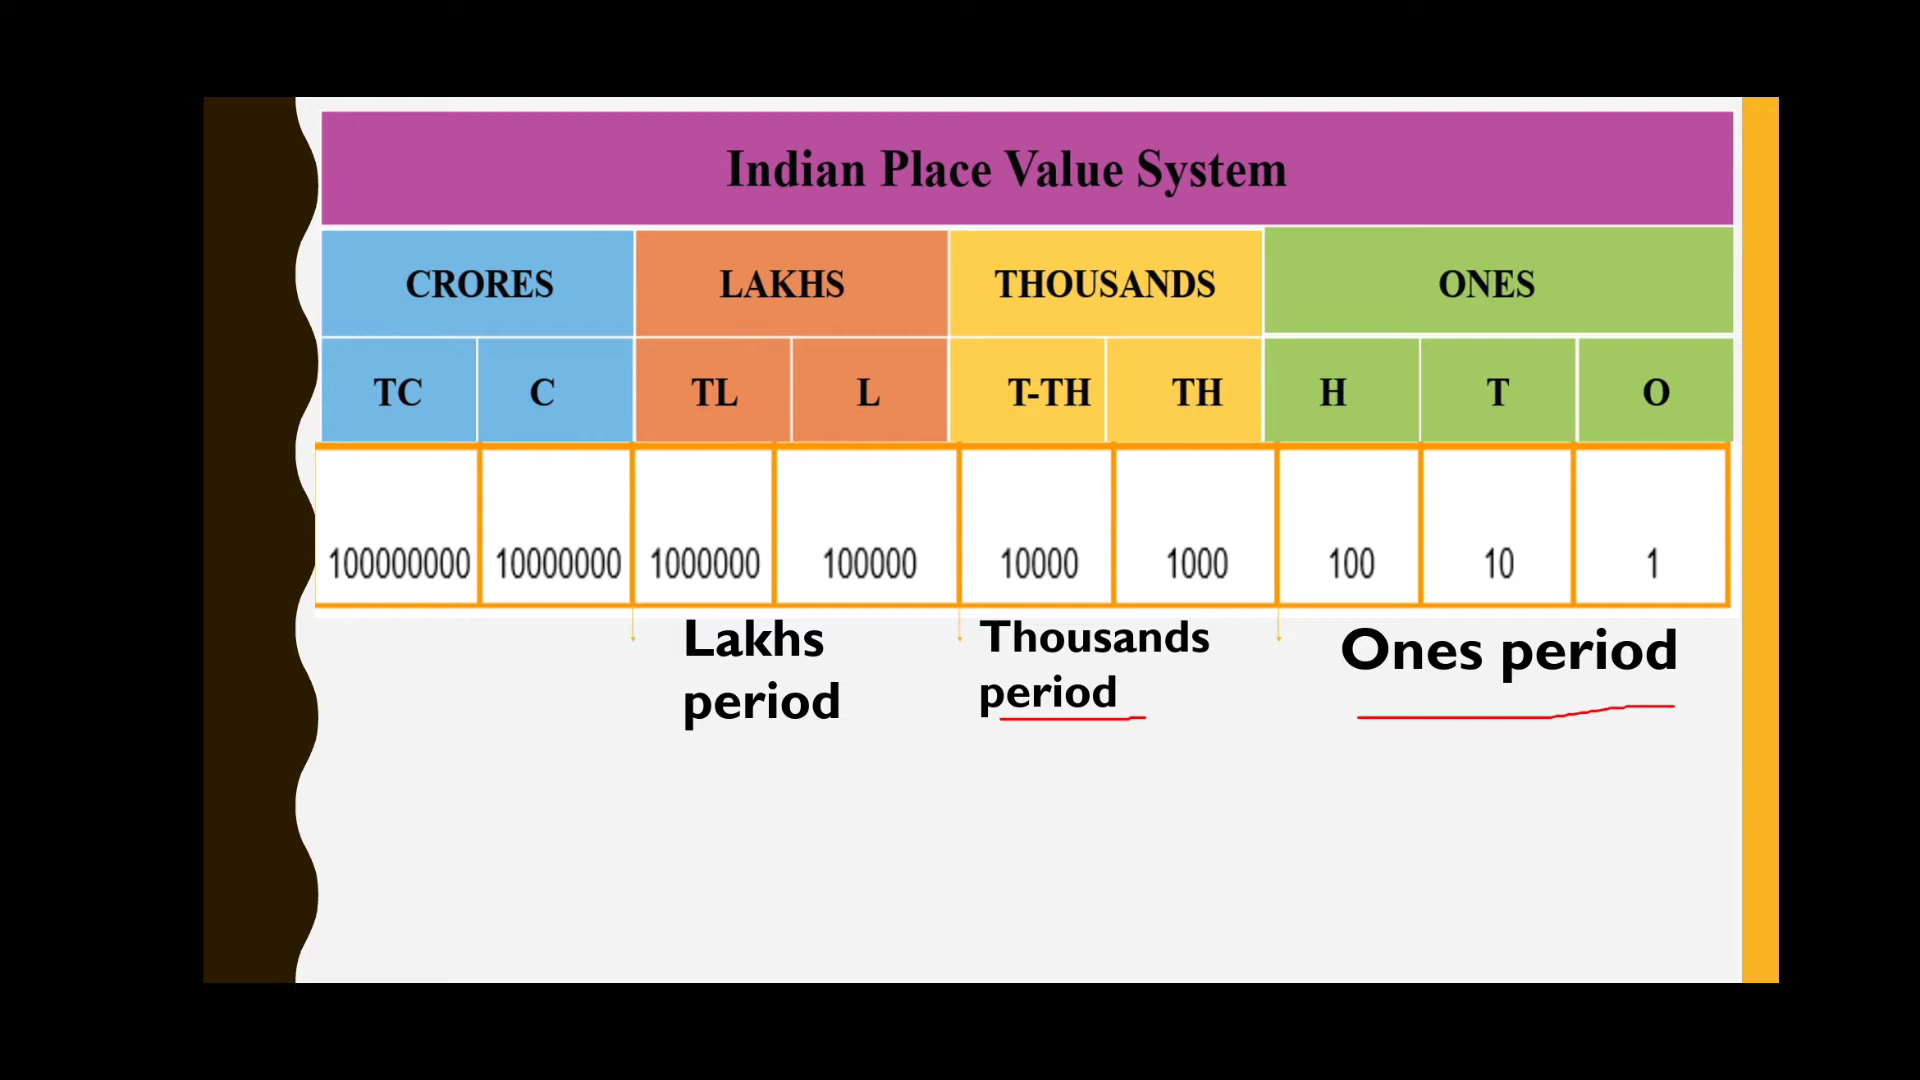 Indian Place Value System
CRORES LAKHS THOUSANDS ONES
TC C TL L T-TH TH H T O
100000000 10000000 1000000 100000 10000 1000 100 10 1
Lakhs
period
Thousands
period
Ones period